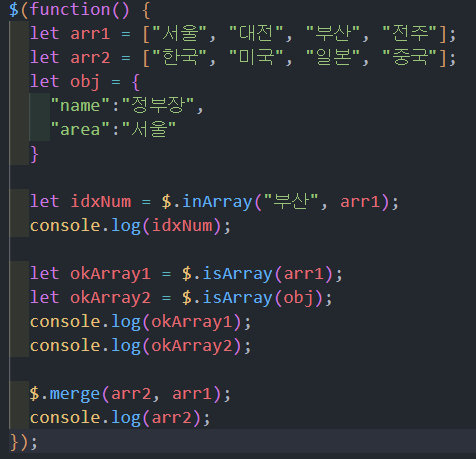 $(function() {
  let arr1 = ["서울", "대전", "부산", "전주"];
  let arr2 = ["한국", "미국", "일본", "중국"];
  let obj = {
    "name":"정부장",
    "area":"서울"
  }

  let idxNum = $.inArray("부산", arr1);
  console.log(idxNum);

  let okArray1 = $.isArray(arr1);
  let okArray2 = $.isArray(obj);
  console.log(okArray1);
  console.log(okArray2);

  $.merge(arr2, arr1);
  console.log(arr2);
});